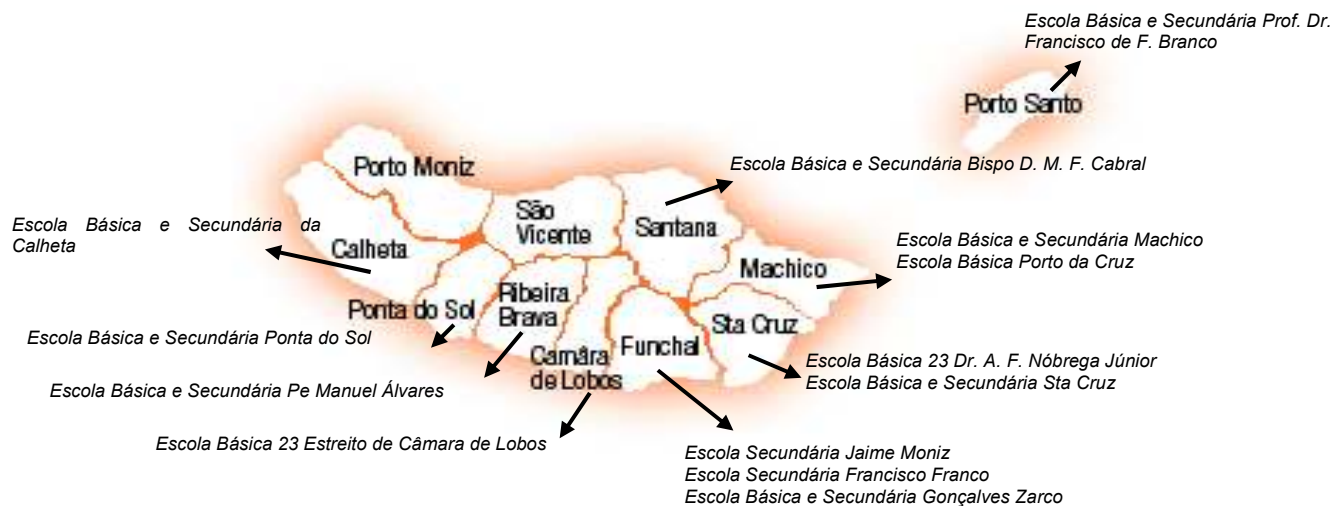 Escola Básica e Secundária Prof. Dr.
Francisco de F. Branco
Porto Santo
Escola Básica e Secundária Bispo D. M. F. Cabral
Porto Moniz
São
Vicente
Santana
Escola Básica e Secundária da
Calheta
Calheta
Escola Básica e Secundária Machico
Escola Básica Porto da Cruz
Machico
Ponta do Sol
Ribeira
Brava
Sta Cruz
Funchal
Camâra
de Lobos
Escola Básica e Secundária Ponta do Sol
Escola Básica 23 Dr. A. F. Nóbrega Júnior
Escola Básica e Secundária Sta Cruz
Escola Básica e Secundária Pe Manuel Álvares
Escola Básica 23 Estreito de Câmara de Lobos
Escola Secundária Jaime Moniz
Escola Secundária Francisco Franco
Escola Básica e Secundária Gonçalves Zarco